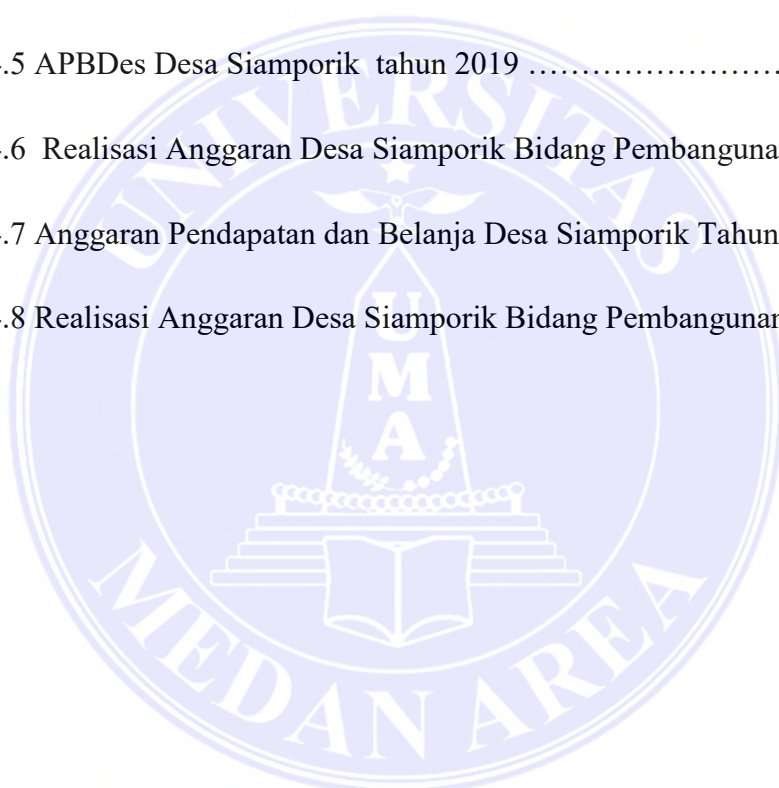 .5 APBDes Desa Siamporik tahun 2019 ……………………
.6 Realisasi Anggaran Desa Siamporik Bidang
.7 Anggaran Pendapatan dan Belanja Desa Siamporik Tahun
.8 Realisasi Anggaran Desa Siamporik Bidang Pembangunan
UNIVERSITAS
UMA
MEDAN AREA